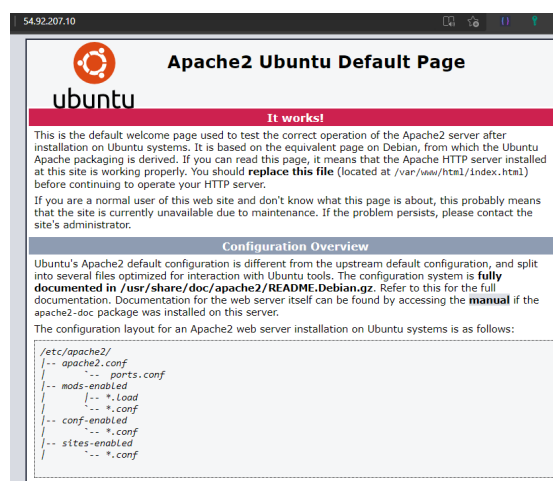 54.92.207.10
ubuntu
Apache2 Ubuntu Default Page
It works!
This is the default welcome page used to test the correct operation of the Apache2 server after
installation on Ubuntu systems. It is based on the equivalent page on Debian, from which the Ubuntu
Apache packaging is derived. If you can read this page, it means that the Apache HTTP server installed
at this site is working properly. You should replace this file (located at /var/www/html/index.html)
before continuing to operate your HTTP server.
If you are a normal user of this web site and don't know what this page is about, this probably means
that the site is currently unavailable due to maintenance. If the problem persists, please contact the
site's administrator.
Configuration Overview
Ubuntu's Apache2 default configuration is different from the upstream default configuration, and split
into several files optimized for interaction with Ubuntu tools. The configuration system is fully
documented in /usr/share/doc/apache2/README.Debian.gz. Refer to this for the full
documentation. Documentation for the web server itself can be found by accessing the manual if the
apache2-doc package was installed on this server.
The configuration layout for an Apache2 web server installation on Ubuntu systems is as follows:
/etc/apache2/
|-- apache2.conf
|       `--  ports.conf
|-- mods-enabled
|       |-- *.load
|       `-- *.conf
|-- conf-enabled
|       `-- *.conf
|-- sites-enabled
|       `-- *.conf